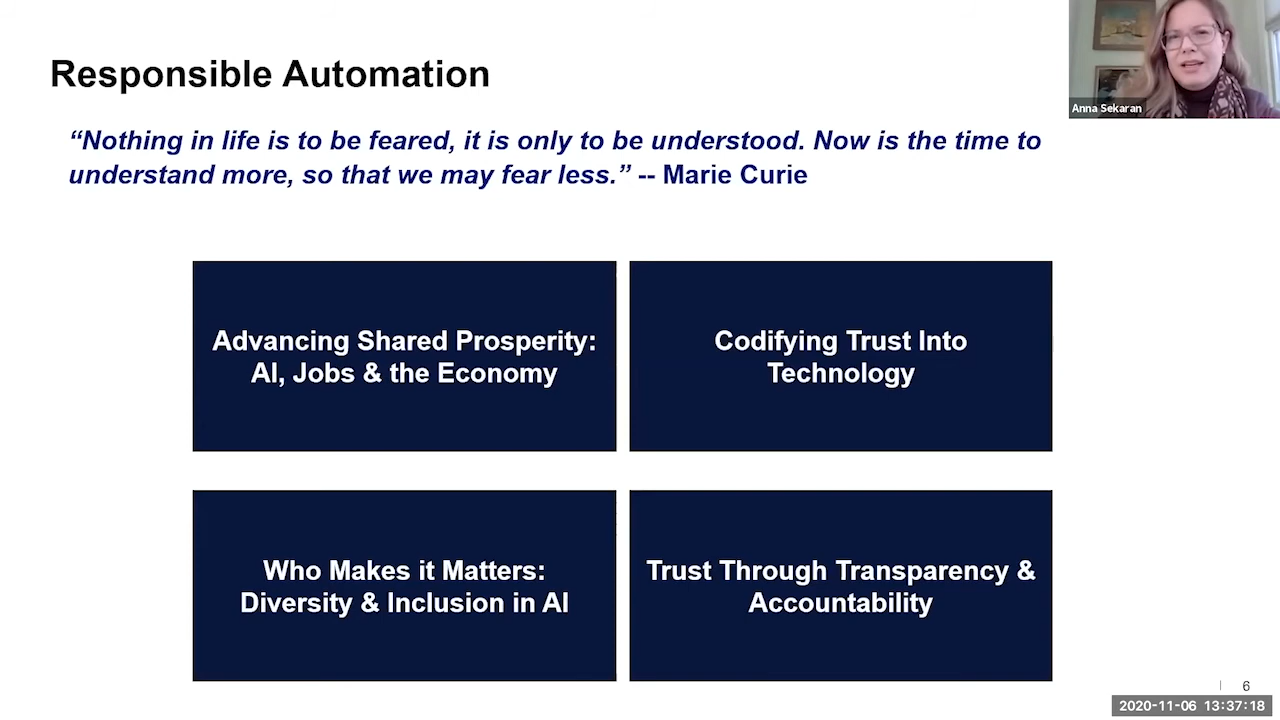 Responsible Automation
Anna Sekaran
“Nothing in life is to be feared, it is only to be understood. Now is the time to
understand more, so that we may fear less.” -- Marie Curie
Advancing Shared Prosperity:
AI, Jobs & the Economy
Codifying Trust Into
Technology
Who Makes it Matters:
Diversity & Inclusion in AI
Trust Through Transparency &
Accountability
6
2020-11-06 13:37:18